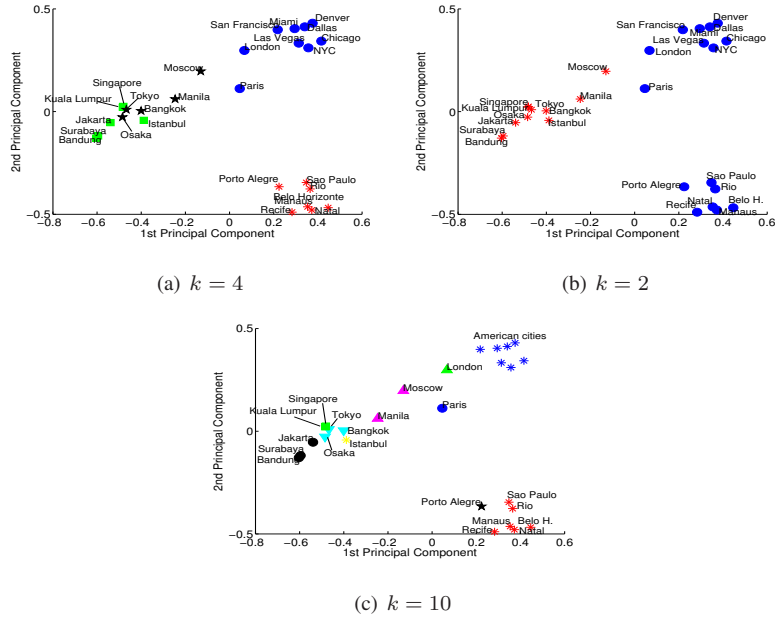 0.5
San Francisco
Miami
Denver
Dallas
Las Vegas
Chicago
London
NYC
Moscow
Paris
Singapore
Kuala Lumpur
Tokyo
Manila
Bangkok
Jakarta
Istanbul
Surabaya
Osaka
Bandung
0
Porto Alegre
Sao Paulo
Rio
Belo Horizonte
Manaus
Recife
Natal
−0.5
−0.8 −0.6 −0.4 −0.2 0 0.2 0.4 0.6
1st Principal Component
2nd Principal Component
(a) k = 4
0.5
San Francisco
Denver
Dallas
Miami
Las Vegas
Chicago
London
NYC
Moscow
Paris
Manila
Singapore
Kuala Lumpur
Tokyo
Osaka
Bangkok
Jakarta
Istanbul
Surabaya
Bandung
0
Porto Alegre
Sao Paulo
Rio
Natal
Belo H.
Recife
Manaus
−0.5
−0.8 −0.6 −0.4 −0.2 0 0.2 0.4 0.6
1st Principal Component
2nd Principal Component
(b) k = 2
0.5
American cities
London
Moscow
Paris
Singapore
Kuala Lumpur
Tokyo
Manila
Bangkok
Jakarta
Istanbul
Surabaya
Osaka
Bandung
0
Porto Alegre
Sao Paulo
Rio
Manaus
Belo H.
Recife
Natal
−0.5
−0.8 −0.6 −0.4 −0.2 0 0.2 0.4 0.6
1st Principal Component
2nd Principal Component
(c) k = 10